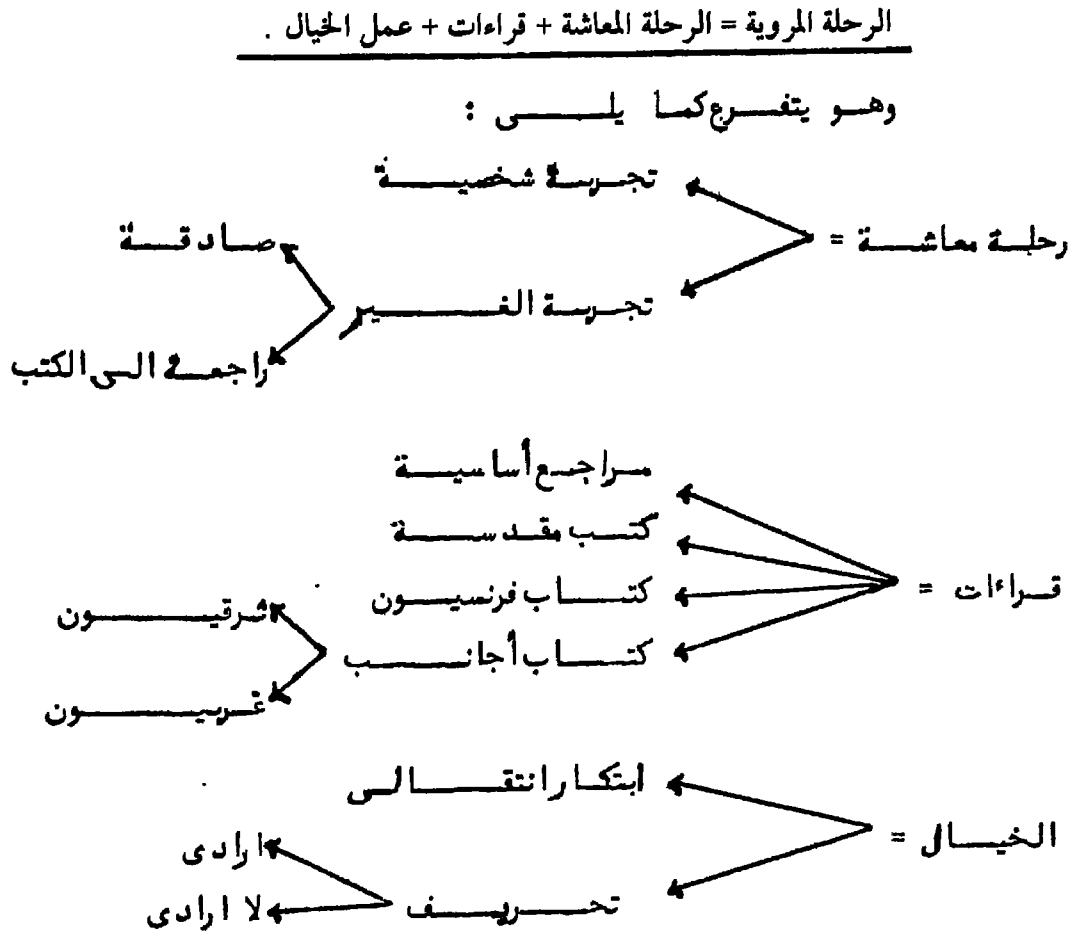 الرحلة المروية = الرحلة المعاشة + قراءات + عمل الخيال .
وهو يتفرع كما يلى :
تجربة شخصية
رحلة معاشة =
صادقة
تجربة الغير
راجعة الى الكتب
مراجع أساسية
كتب مقدسة
قراءات =
كتاب فرنسيون
شرقيون
كتاب أجانب
غربيون
ابتكار انتقالى
الخيال =
ارادى
تحريف
لا ارادى